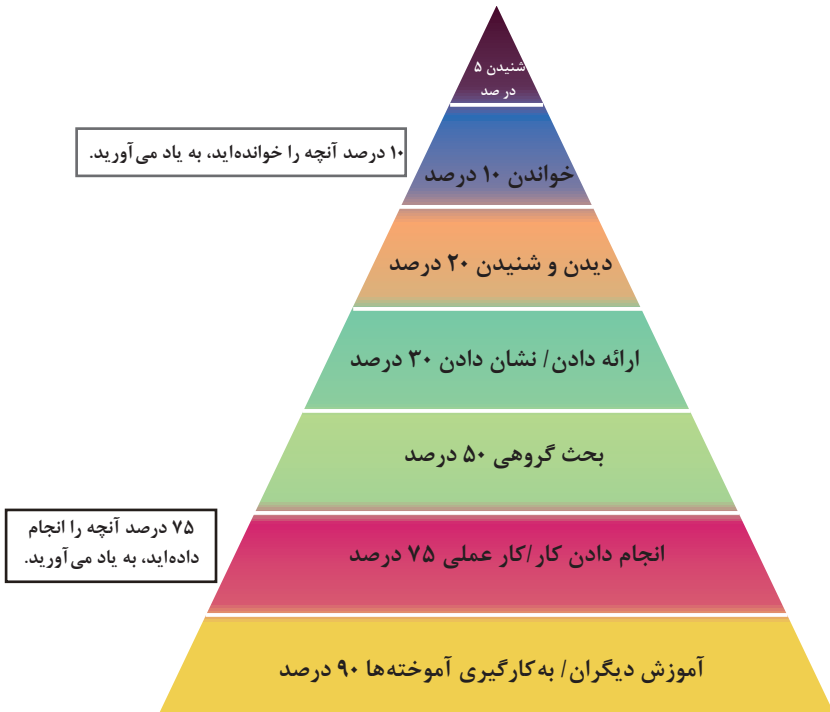 شنیدن ۵
در صد
۱۰ درصد آنچه را خوانده‌اید، به یاد می‌آورید.
خواندن ۱۰ درصد
دیدن و شنیدن ۲۰ درصد
ارائه دادن/ نشان دادن ۳۰ درصد
بحث گروهی ۵۰ درصد
۷۵ درصد آنچه را انجام
داده‌اید، به یاد می‌آورید.
انجام دادن کار/کار عملی ۷۵ درصد
آموزش دیگران/ به‌کارگیری آموخته‌ها ۹۰ درصد